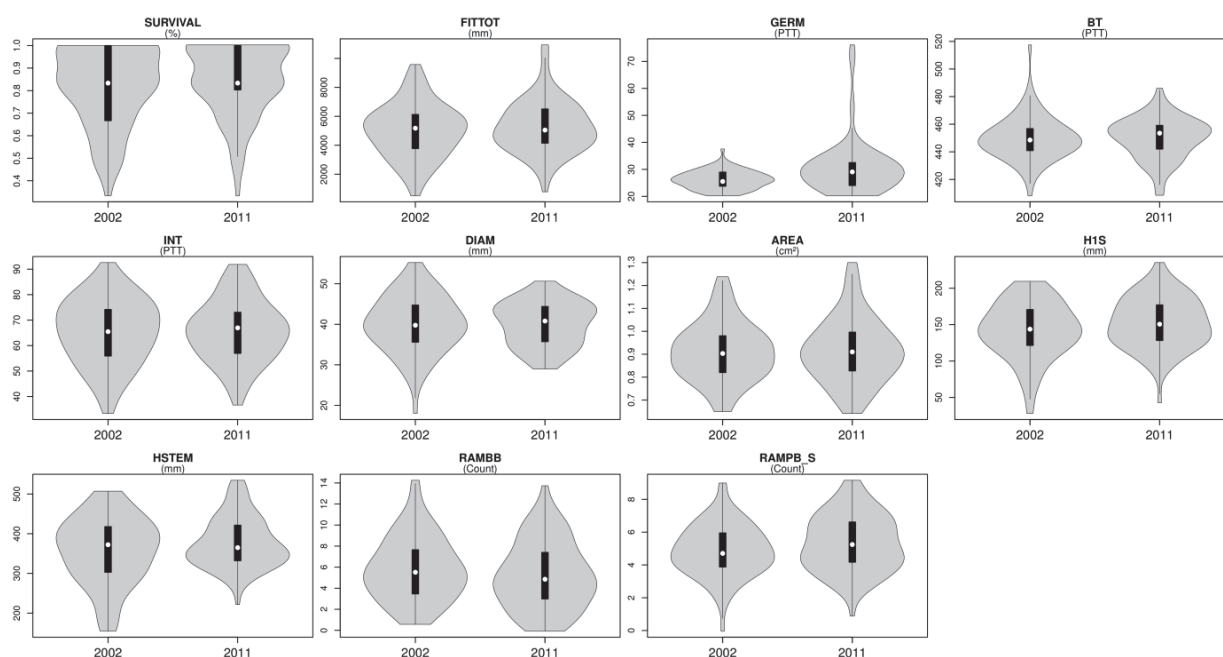 SURVIVAL
(%)
0.4 0.5 0.6 0.7 0.8 0.9 1.0
2002 2011
FITTOT
(mm)
2000 4000 6000 8000
2002 2011
GERM
(PTT)
20 30 40 50 60 70
2002 2011
BT
(PTT)
420 440 460 480 500 520
2002 2011
INT
(PTT)
40 50 60 70 80 90
2002 2011
DIAM
(mm)
20 30 40 50
2002 2011
AREA
(cm²)
0.7 0.8 0.9 1.0 1.1 1.2 1.3
2002 2011
H1S
(mm)
50 100 150 200
2002 2011
HSTEM
(mm)
200 300 400 500
2002 2011
RAMBB
(Count)
0 2 4 6 8 10 12 14
2002 2011
RAMPB_S
(Count)
0 2 4 6 8
2002 2011